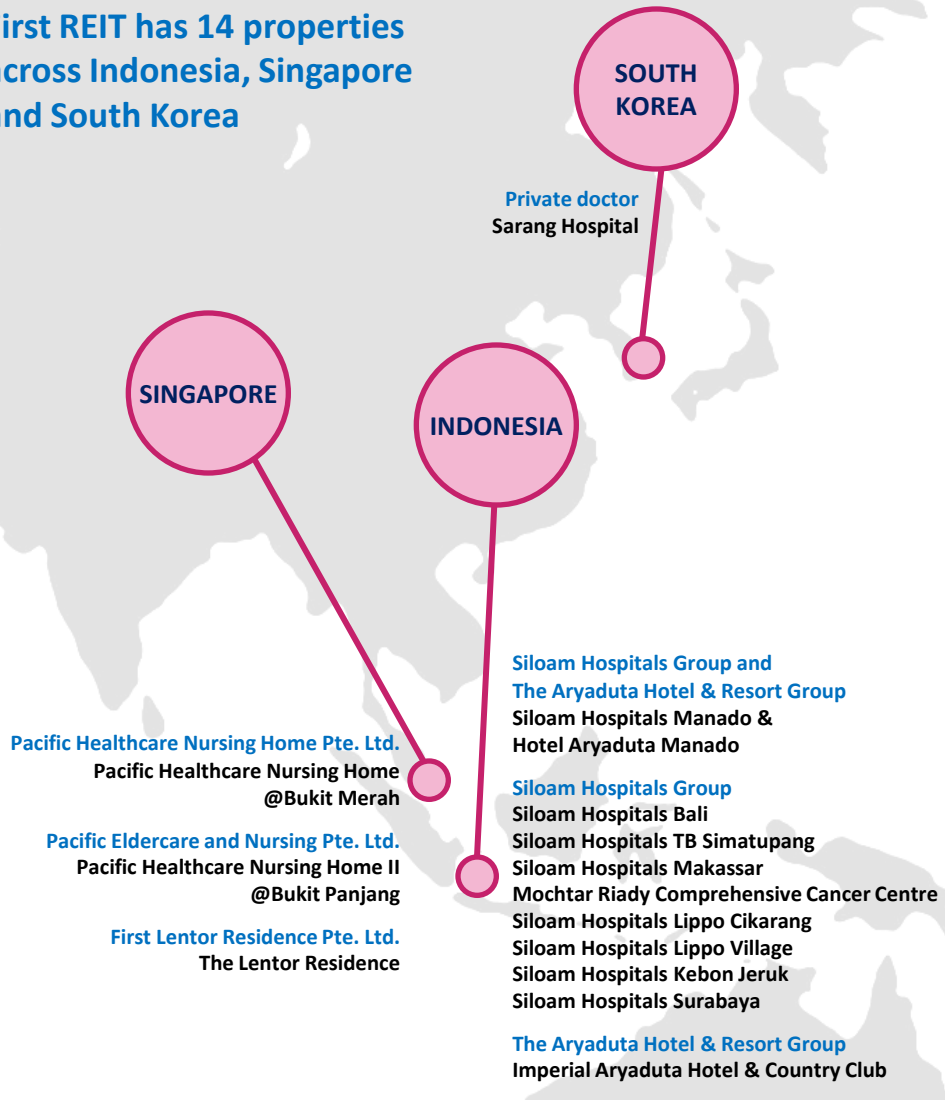 First REIT has 14 properties
across Indonesia, Singapore
and South Korea
SOUTH
KOREA
Private doctor
Sarang Hospital
SINGAPORE
INDONESIA
Pacific Healthcare Nursing Home Pte. Ltd.
Pacific Healthcare Nursing Home
@Bukit Merah
Pacific Eldercare and Nursing Pte. Ltd.
Pacific Healthcare Nursing Home II
@Bukit Panjang
First Lentor Residence Pte. Ltd.
The Lentor Residence
Siloam Hospitals Group and
The Aryaduta Hotel & Resort Group
Siloam Hospitals Manado &
Hotel Aryaduta Manado
Siloam Hospitals Group
Siloam Hospitals Bali
Siloam Hospitals TB Simatupang
Siloam Hospitals Makassar
Mochtar Riady Comprehensive Cancer Centre
Siloam Hospitals Lippo Cikarang
Siloam Hospitals Lippo Village
Siloam Hospitals Kebon Jeruk
Siloam Hospitals Surabaya
The Aryaduta Hotel & Resort Group
Imperial Aryaduta Hotel & Country Club